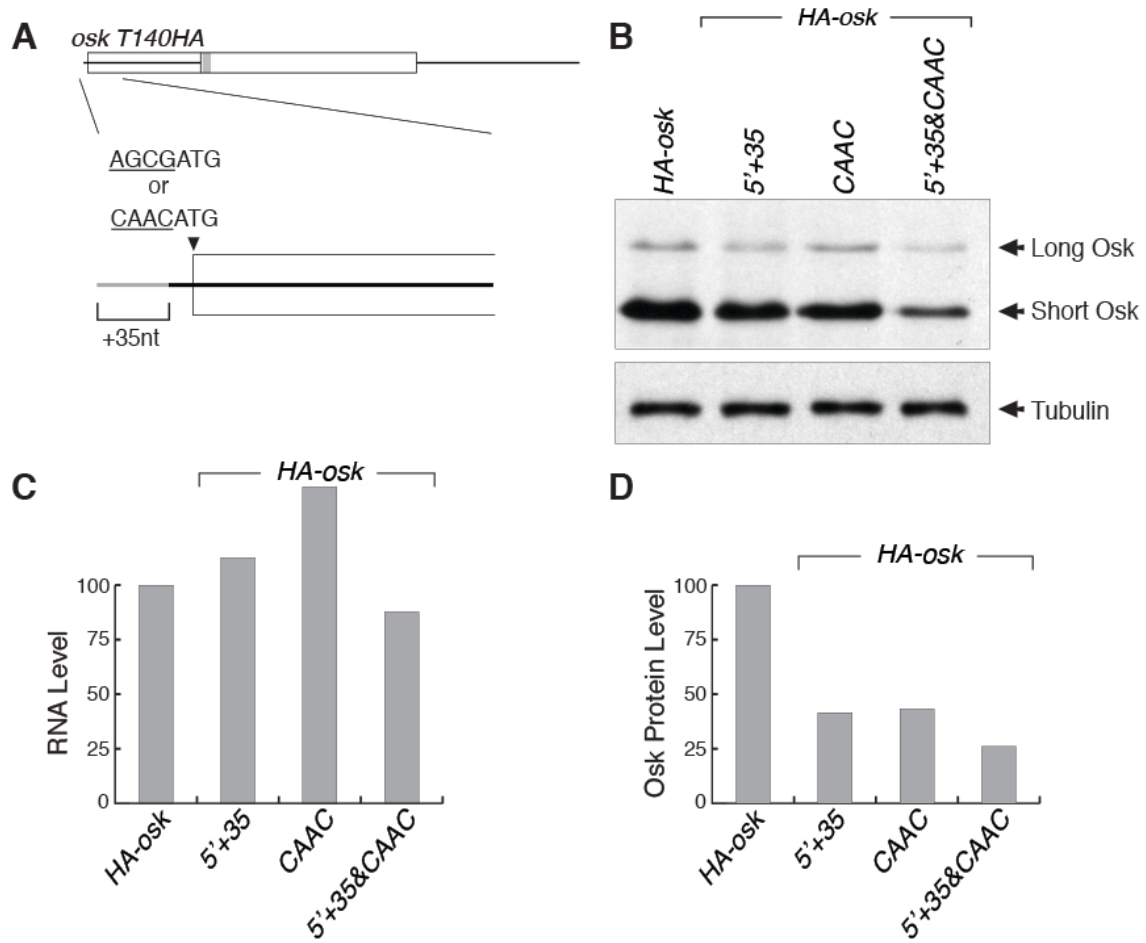 A
osk T140HA
AGCGATG
or
CAACATG
+35nt
B
HA-osk
HA-osk
5'+35
CAAC
5'+35&CAAC
Long Osk
Short Osk
Tubulin
C
HA-osk
RNA Level
100
75
50
25
0
HA-osk
5'+35
CAAC
5'+35&CAAC
D
HA-osk
Osk Protein Level
100
75
50
25
0
HA-osk
5'+35
CAAC
5'+35&CAAC